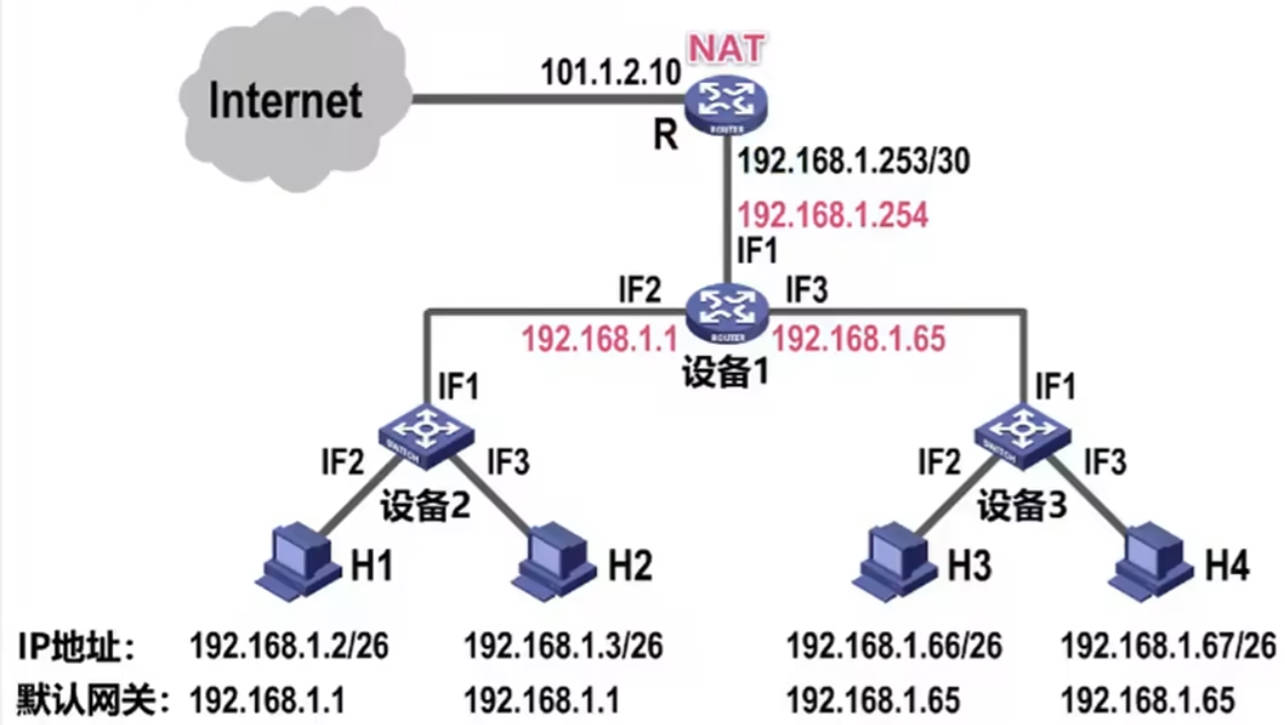 NAT
101.1.2.10
Internet
ROUTER
R
192.168.1.253/30
192.168.1.254
IF1
IF2
IF3
192.168.1.1
ROUTER
192.168.1.65
设备1
IF1
IF1
SWITCH
SWITCH
IF2
IF3
IF2
IF3
设备2
设备3
H1
H2
H3
H4
IP地址： 192.168.1.2/26 192.168.1.3/26 192.168.1.66/26 192.168.1.67/26
默认网关：192.168.1.1 192.168.1.1 192.168.1.65 192.168.1.65